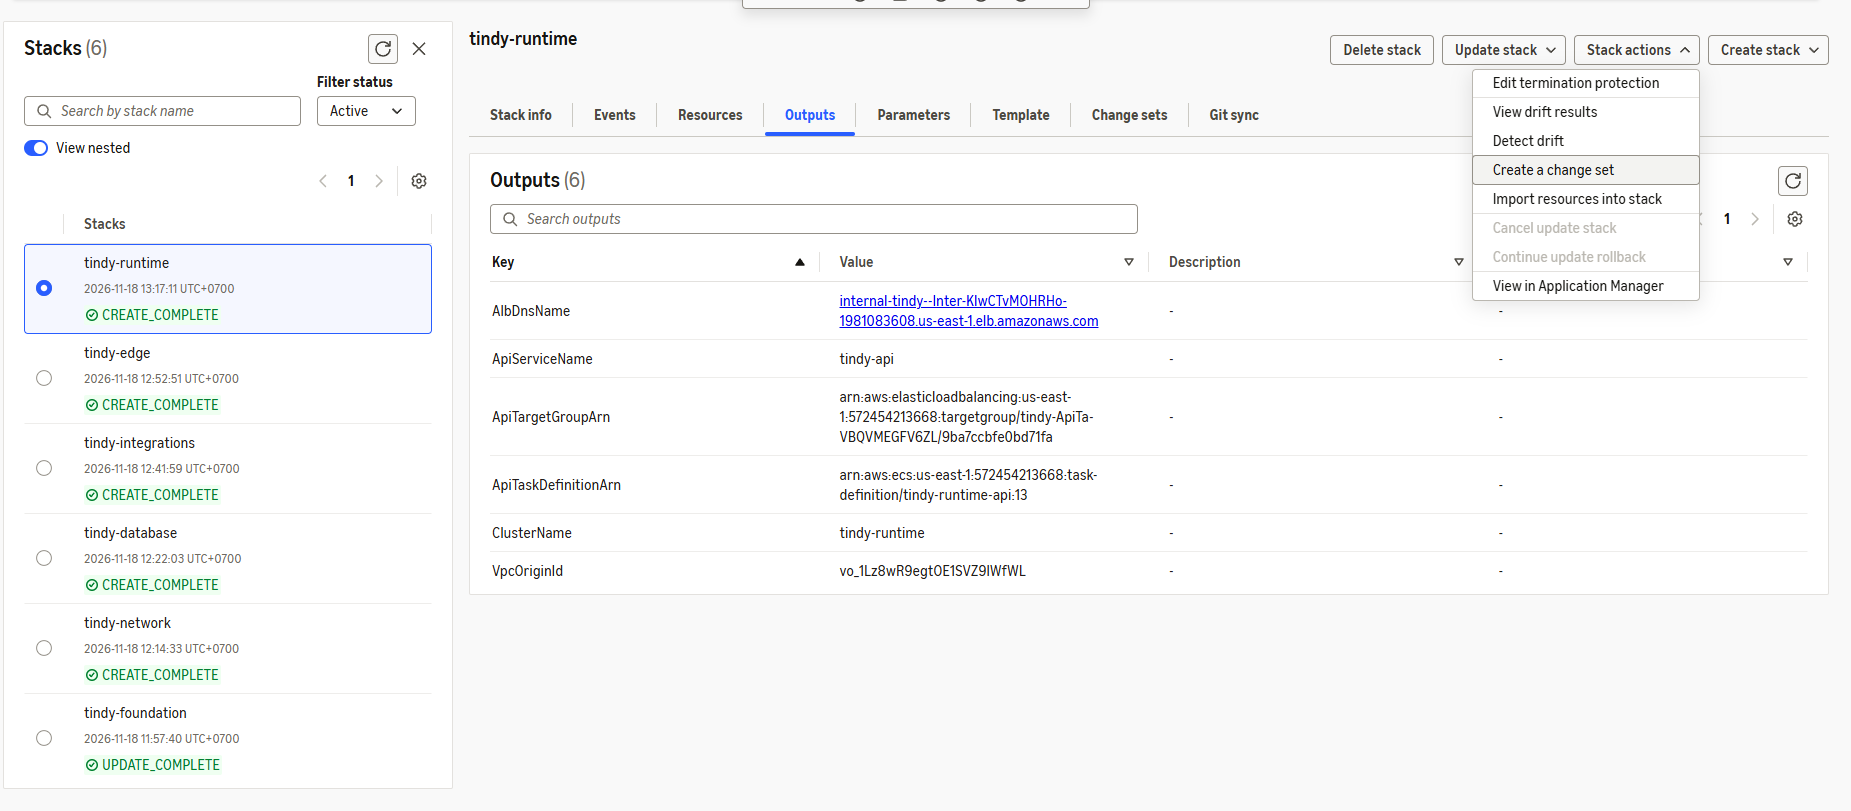 Stacks (6)
Filter status
Search by stack name
Active
View nested
1
Stacks
tindy-runtime
2026-11-18 13:17:11 UTC+0700
CREATE_COMPLETE
tindy-edge
2026-11-18 12:52:51 UTC+0700
CREATE_COMPLETE
tindy-integrations
2026-11-18 12:41:59 UTC+0700
CREATE_COMPLETE
tindy-database
2026-11-18 12:22:03 UTC+0700
CREATE_COMPLETE
tindy-network
2026-11-18 12:14:33 UTC+0700
CREATE_COMPLETE
tindy-foundation
2026-11-18 11:57:40 UTC+0700
UPDATE_COMPLETE
tindy-runtime
Delete stack
Update stack
Stack actions
Create stack
Edit termination protection
View drift results
Detect drift
Create a change set
Import resources into stack
Cancel update stack
Continue update rollback
View in Application Manager
Stack info
Events
Resources
Outputs
Parameters
Template
Change sets
Git sync
Outputs (6)
Search outputs
1
Key
Value
Description
AlbDnsName
internal-tindy--Inter-KIwCTvMOHRHo-
1981083608.us-east-1.elb.amazonaws.com
-
-
ApiServiceName
tindy-api
-
-
ApiTargetGroupArn
arn:aws:elasticloadbalancing:us-east-
1:572454213668:targetgroup/tindy-ApiTa-
VBQVMEGFV6ZL/9ba7ccbfe0bd71fa
-
-
ApiTaskDefinitionArn
arn:aws:ecs:us-east-1:572454213668:task-
definition/tindy-runtime-api:13
-
-
ClusterName
tindy-runtime
-
-
VpcOriginId
vo_1Lz8wR9egtOE1SVZ9IWfWL
-
-